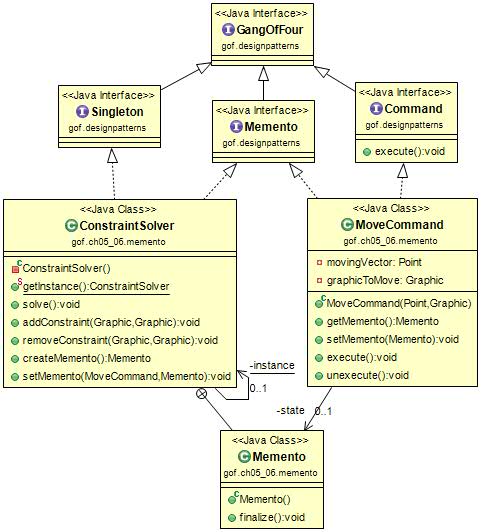 <<Java Interface>>
GangOfFour
gof.designpatterns
<<Java Interface>>
Singleton
gof.designpatterns
<<Java Interface>>
Memento
gof.designpatterns
<<Java Interface>>
Command
gof.designpatterns
execute():void
<<Java Class>>
ConstraintSolver
gof.ch05_06.memento
ConstraintSolver()
getInstance():ConstraintSolver
solve():void
addConstraint(Graphic,Graphic):void
removeConstraint(Graphic,Graphic):void
createMemento():Memento
setMemento(MoveCommand,Memento):void
<<Java Class>>
MoveCommand
gof.ch05_06.memento
movingVector: Point
graphicToMove: Graphic
MoveCommand(Point,Graphic)
getMemento():Memento
setMemento(Memento):void
execute():void
unexecute():void
-instance
0..1
-state 0..1
<<Java Class>>
Memento
gof.ch05_06.memento
Memento()
finalize():void